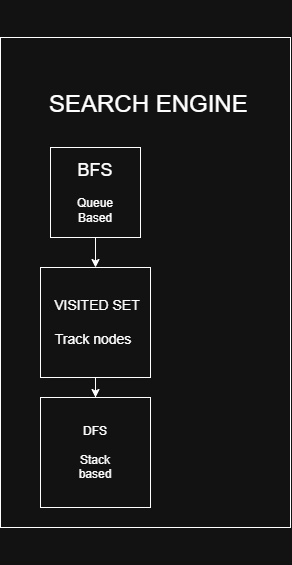 SEARCH ENGINE
BFS
Queue
Based
VISITED SET
Track nodes
DFS
Stack
based